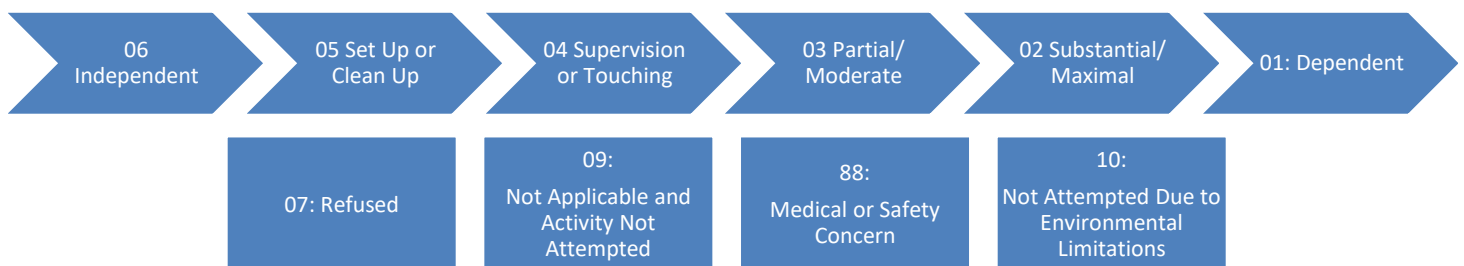 06
Independent
05 Set Up or
Clean Up
04 Supervision
or Touching
03 Partial/
Moderate
02 Substantial/
Maximal
01: Dependent
07: Refused
09:
Not Applicable and
Activity Not
Attempted
88:
Medical or Safety
Concern
10:
Not Attempted Due to
Environmental
Limitations